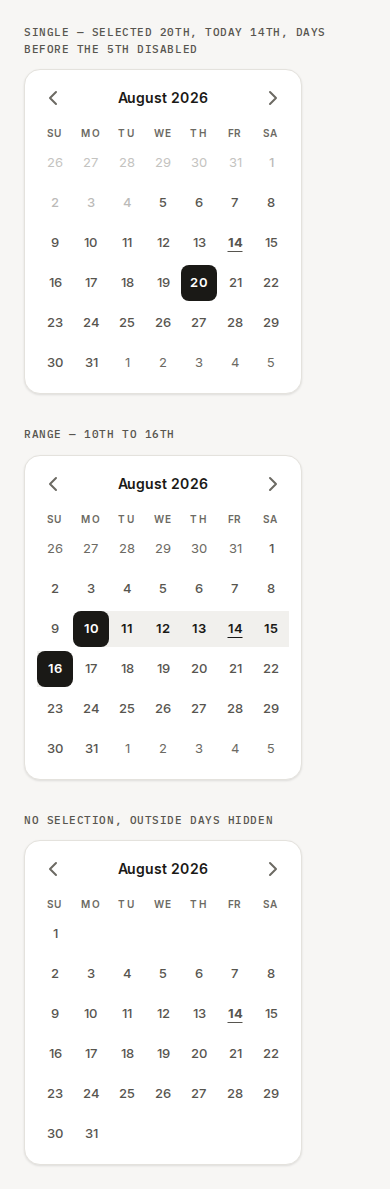 SINGLE — SELECTED 20TH, TODAY 14TH, DAYS
BEFORE THE 5TH DISABLED
August 2026
SU MO TU WE TH FR SA
26 27 28 29 30 31 1
2 3 4 5 6 7 8
9 10 11 12 13 14 15
16 17 18 19 20 21 22
23 24 25 26 27 28 29
30 31 1 2 3 4 5
RANGE — 10TH TO 16TH
August 2026
SU MO TU WE TH FR SA
26 27 28 29 30 31 1
2 3 4 5 6 7 8
9 10 11 12 13 14 15
16 17 18 19 20 21 22
23 24 25 26 27 28 29
30 31 1 2 3 4 5
NO SELECTION, OUTSIDE DAYS HIDDEN
August 2026
SU MO TU WE TH FR SA
1
2 3 4 5 6 7 8
9 10 11 12 13 14 15
16 17 18 19 20 21 22
23 24 25 26 27 28 29
30 31